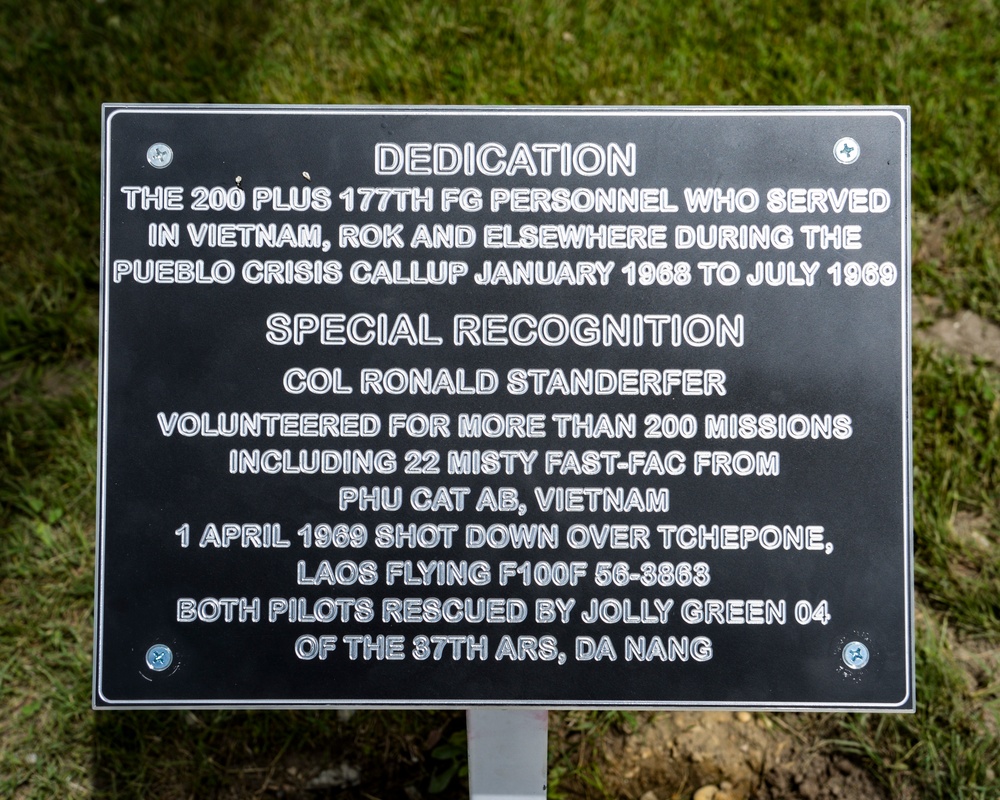 DEDICATION
THE 200 PLUS 177TH FG PERSONNEL WHO SERVED
IN VIETNAM, ROK AND ELSEWHERE DURING THE
PUEBLO CRISIS CALLUP JANUARY 1968 TO JULY 1969
SPECIAL RECOGNITION
COL RONALD STANDERFER
VOLUNTEERED FOR MORE THAN 200 MISSIONS
INCLUDING 22 MISTY FAST-FAC FROM
PHU CAT AB, VIETNAM
1 APRIL 1969 SHOT DOWN OVER TCHEPONE,
LAOS FLYING F100F 56-3863
BOTH PILOTS RESCUED BY JOLLY GREEN 04
OF THE 37TH ARS, DA NANG